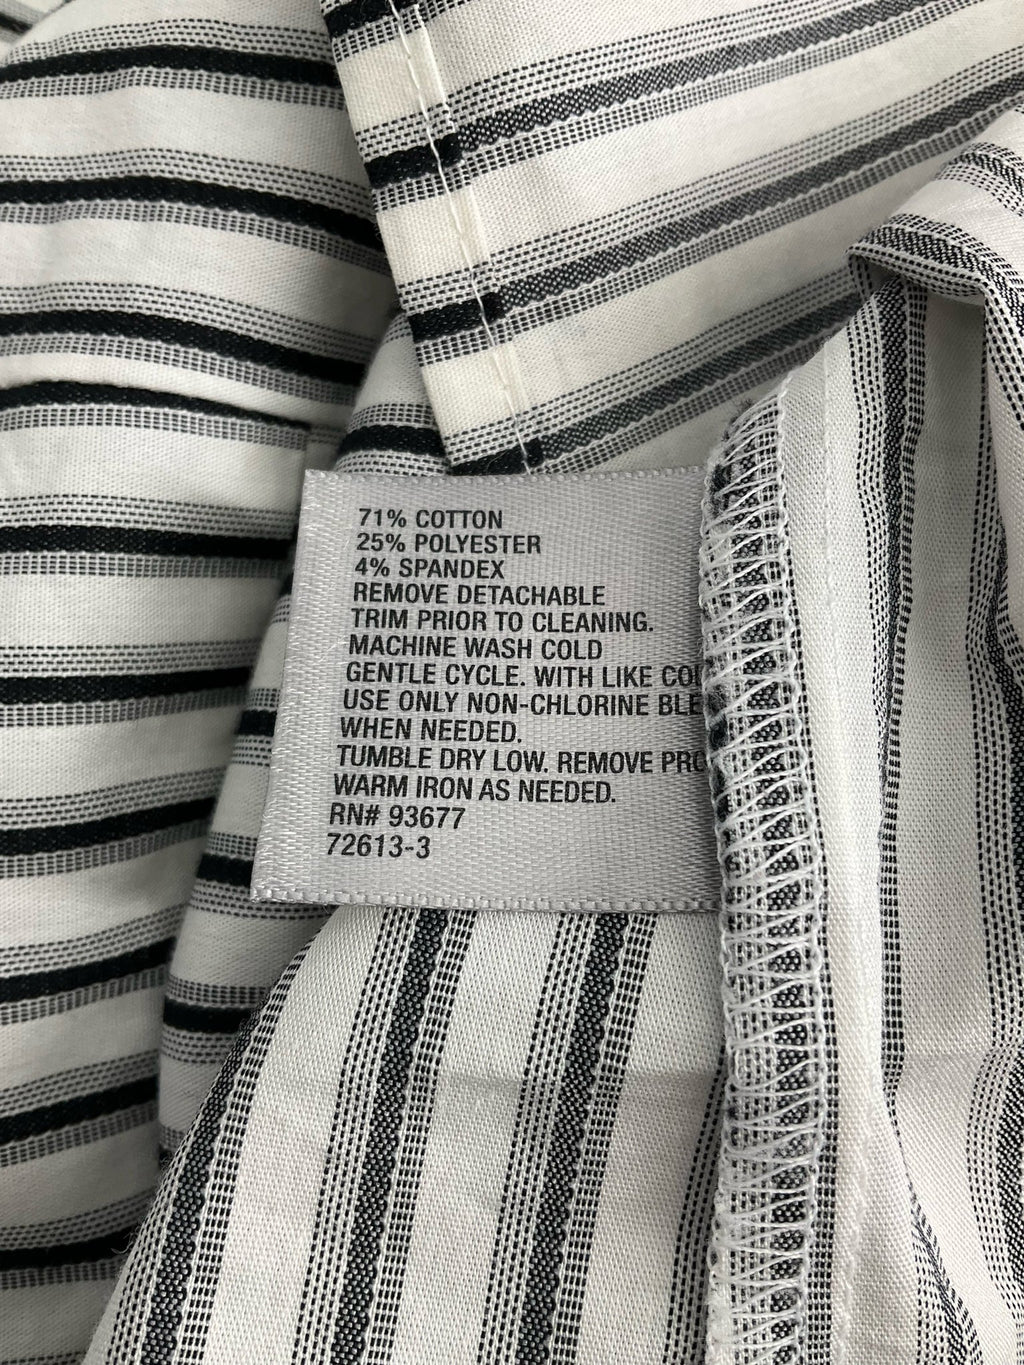 71% COTTON
25% POLYESTER
4% SPANDEX
REMOVE DETACHABLE
TRIM PRIOR TO CLEANING.
MACHINE WASH COLD
GENTLE CYCLE. WITH LIKE
USE ONLY NON-CHLORINE
WHEN NEEDED.
TUMBLE DRY LOW. REMOVE
WARM IRON AS NEEDED.
RN# 93677
72613-3